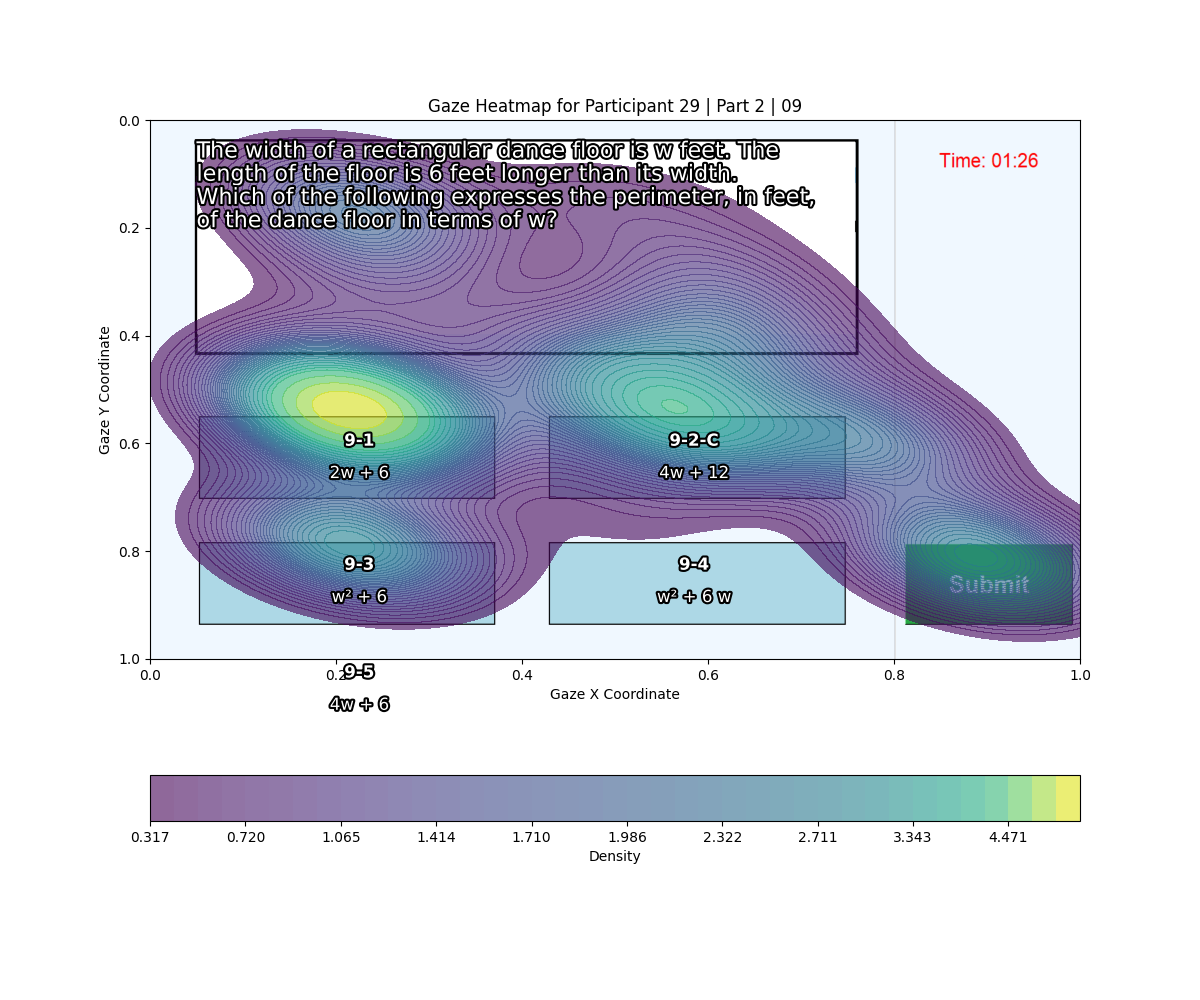 Gaze Heatmap for Participant 29 | Part 2 | 09
The width of a rectangular dance floor is w feet. The
length of the floor is 6 feet longer than its width.
Which of the following expresses the perimeter, in feet,
of the dance floor in terms of w?
Time: 01:26
9-1
2w + 6
9-2-C
4w + 12
9-3
w² + 6
9-4
w² + 6 w
Submit
9-5
4w + 6
0.0
0.2
0.4
0.6
0.8
1.0
Gaze Y Coordinate
0.0 0.2 0.4 0.6 0.8 1.0
Gaze X Coordinate
0.317 0.720 1.065 1.414 1.710 1.986 2.322 2.711 3.343 4.471
Density